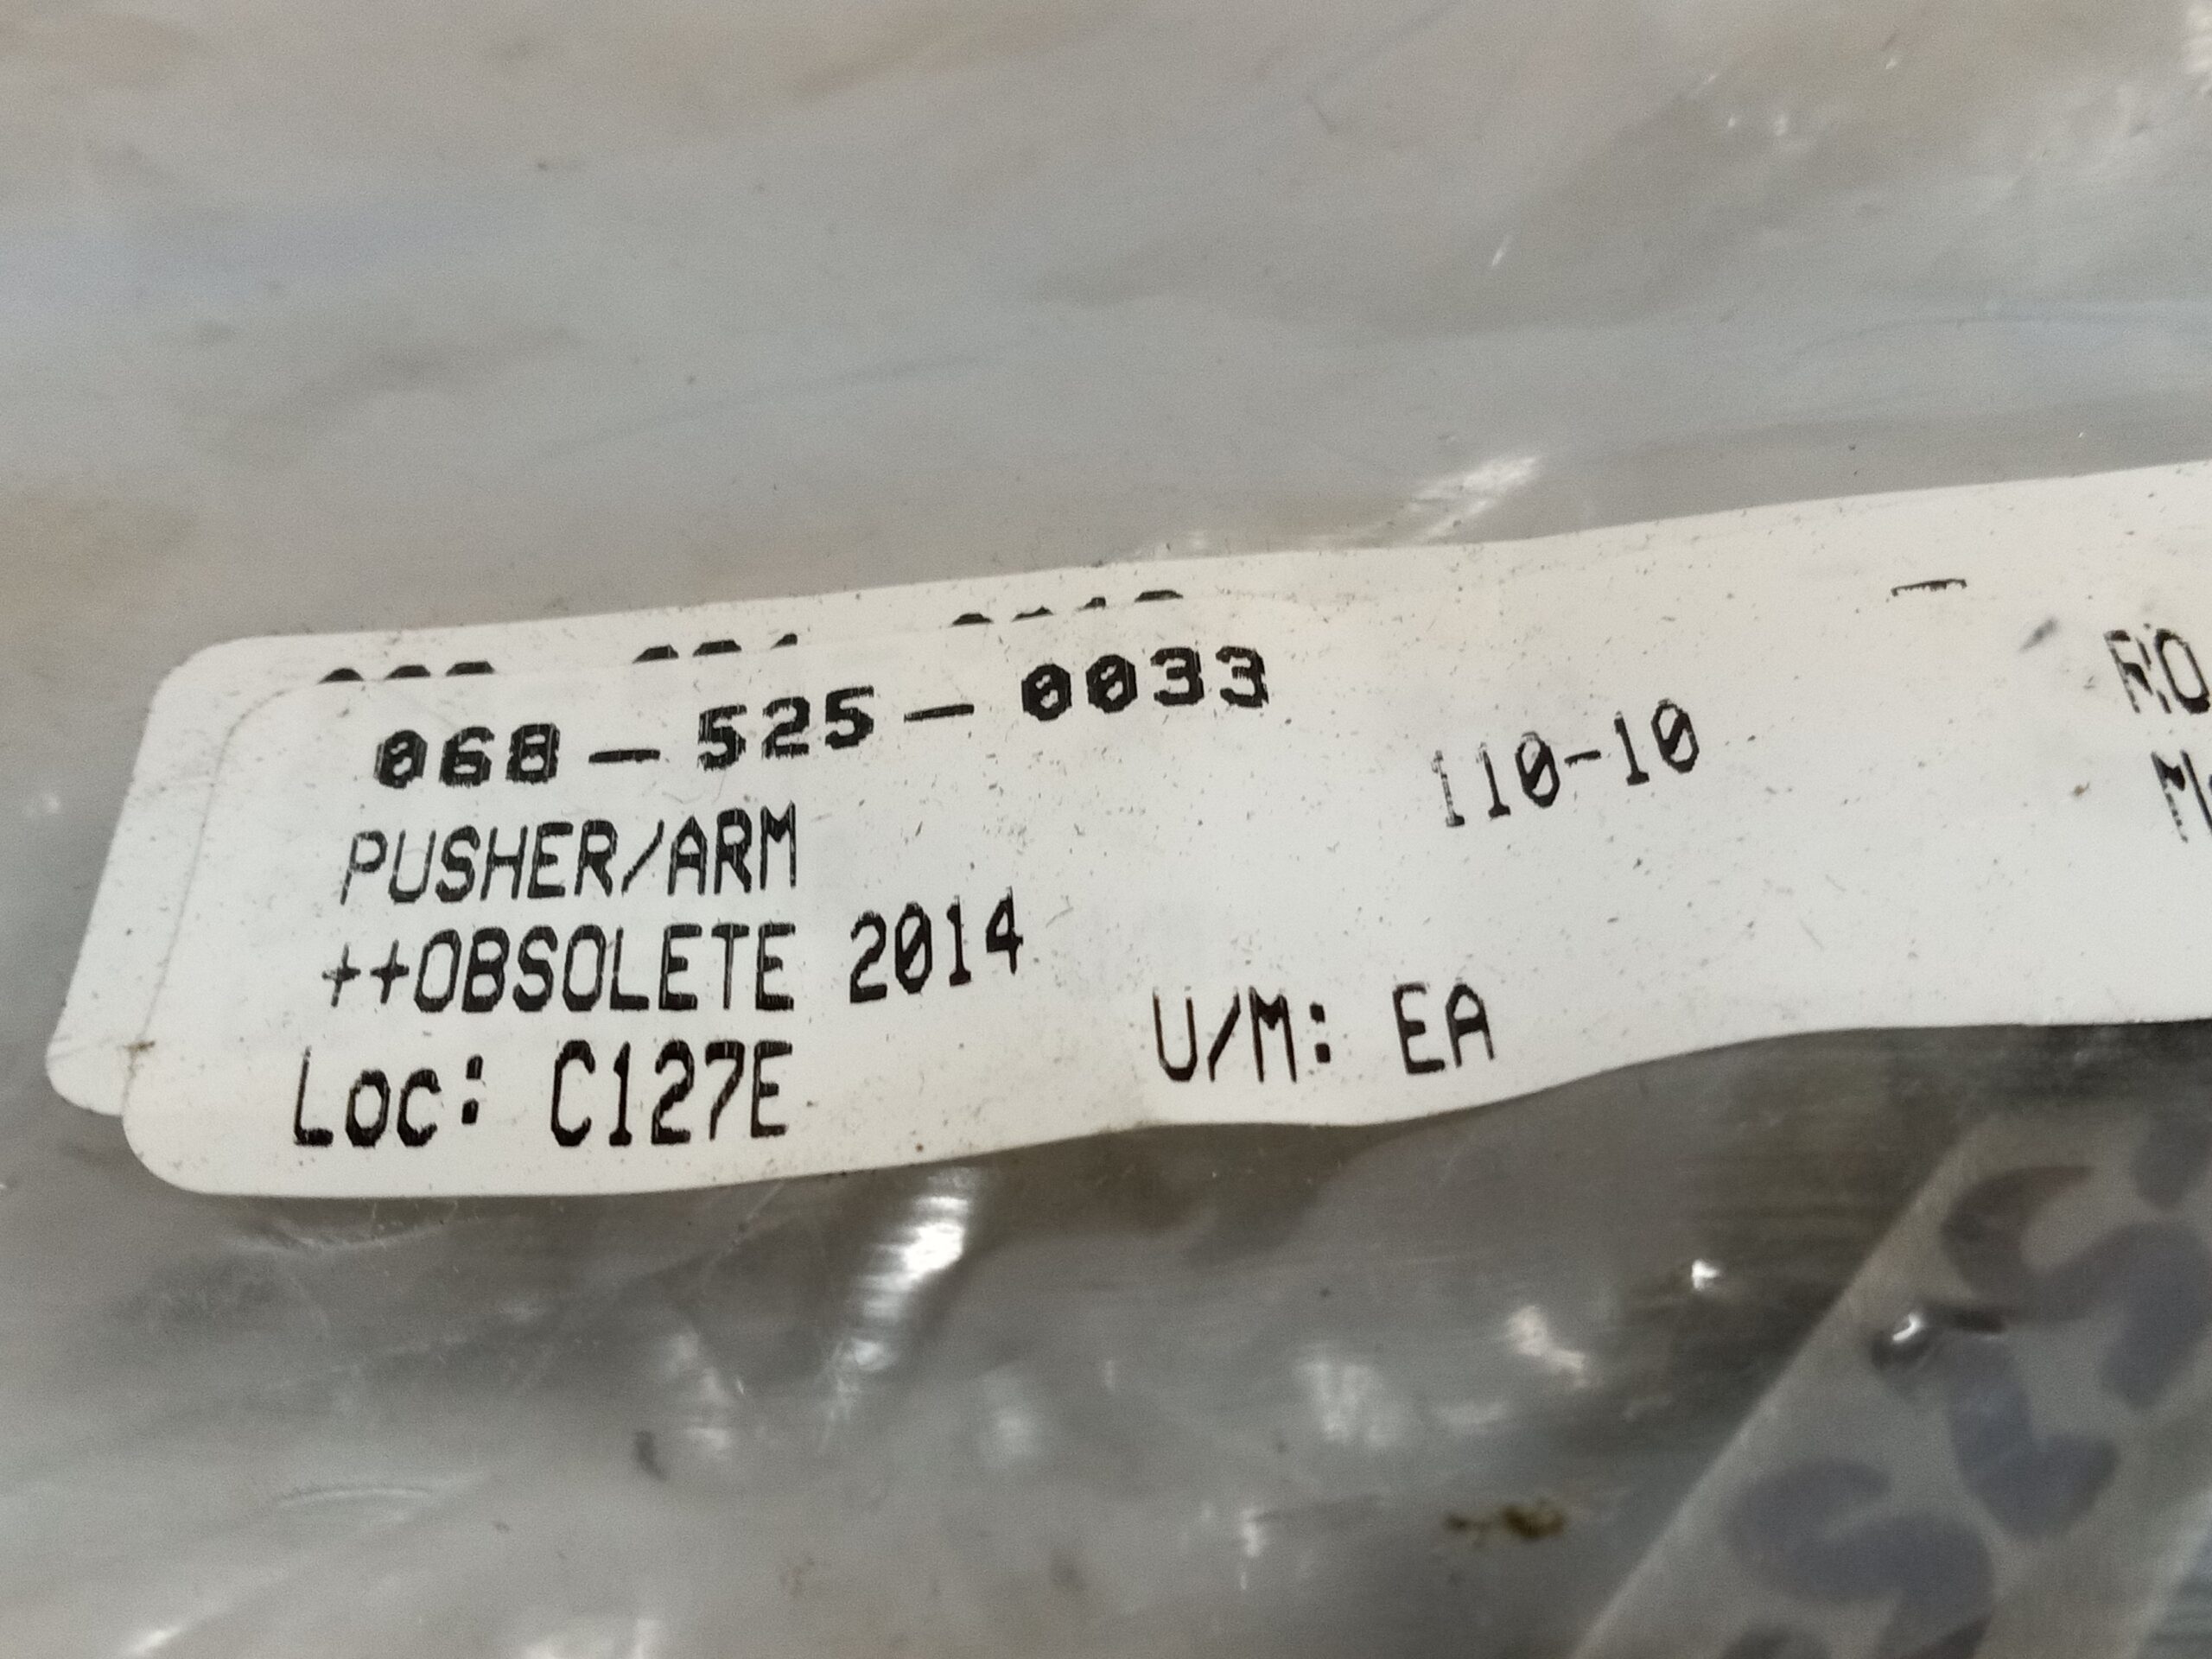 068-525-0033
110-10
PUSHER/ARM
++OBSOLETE 2014
Loc: C127E U/M: EA